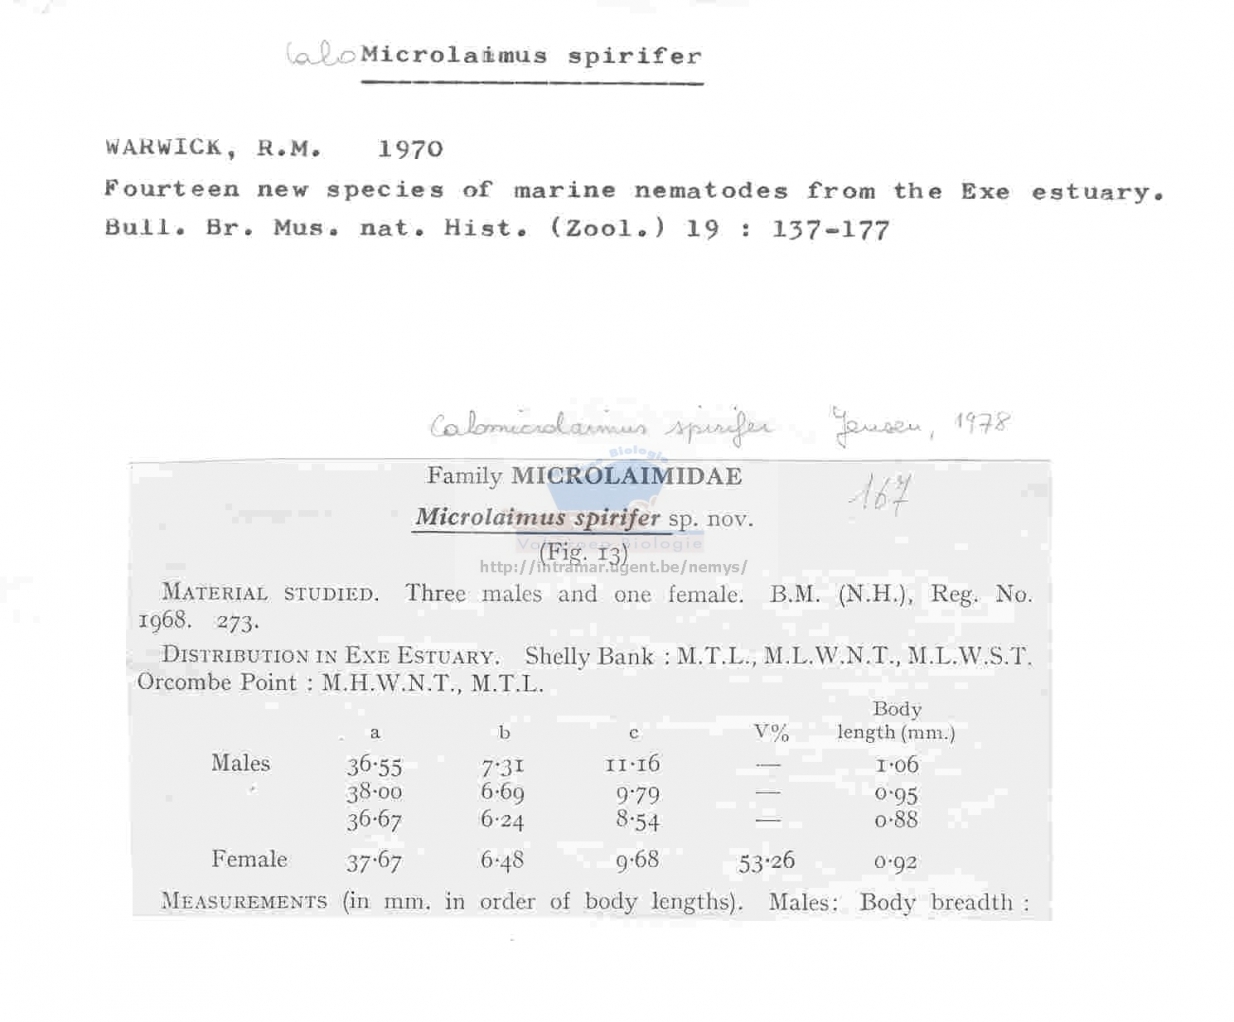 Calo Microlaimus spirifer
WARWICK, R.M. 1970
Fourteen new species of marine nematodes from the Exe estuary.
Bull. Br. Mus. nat. Hist. (Zool.) 19 : 137-177
Calomicrolaimus spirifer Jensen, 1978
Family MICROLAIMIDAE
167
Microlaimus spirifer sp. nov.
(Fig. 13)
http://intramar.ugent.be/nemys/
MATERIAL STUDIED. Three males and one female. B.M. (N.H.), Reg. No.
1968. 273.
DISTRIBUTION IN EXE ESTUARY. Shelly Bank : M.T.L., M.L.W.N.T., M.L.W.S.T.
Orcombe Point : M.H.W.N.T., M.T.L.
a b c V% Body length (mm.)
Males 36·55 7·31 11·16 — 1·06
38·00 6·69 9·79 — 0·95
36·67 6·24 8·54 — 0·88
Female 37·67 6·48 9·68 53·26 0·92
MEASUREMENTS (in mm. in order of body lengths). Males: Body breadth :